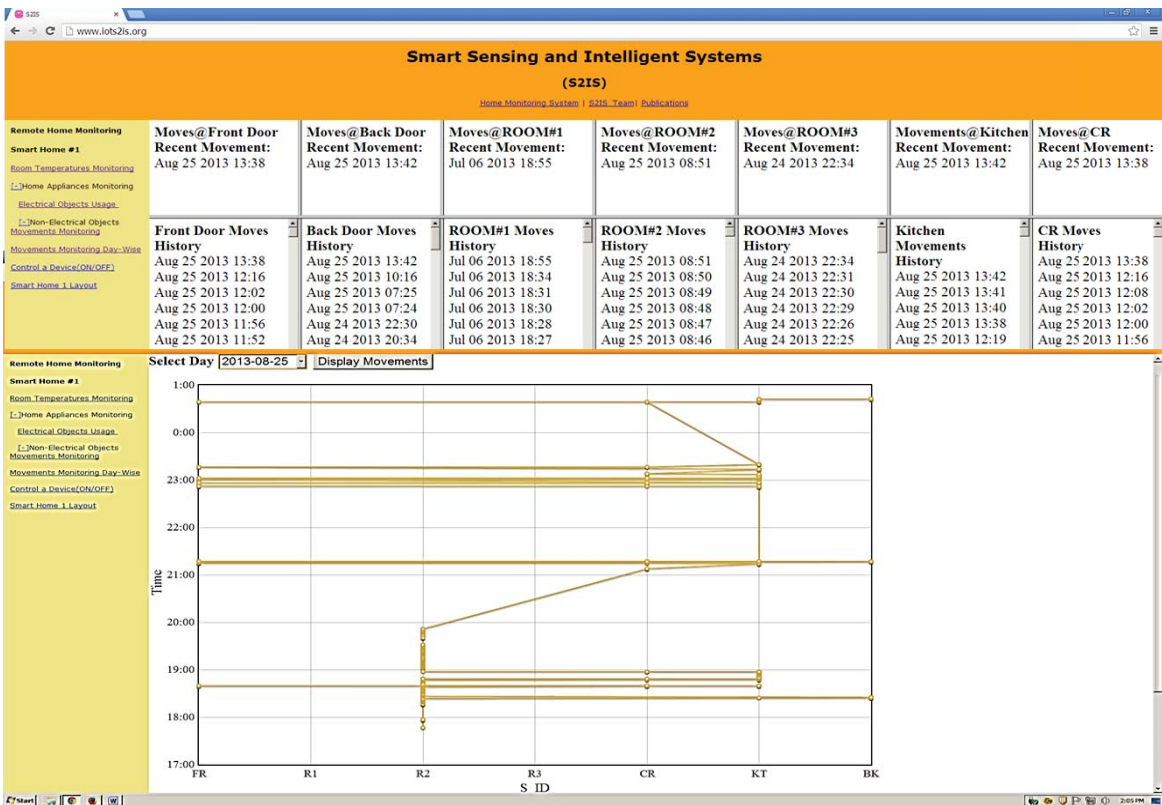 S2IS
www.iots2is.org
Smart Sensing and Intelligent Systems
(S2IS)
Home Monitoring System | S2IS Team| Publications
Remote Home Monitoring
Smart Home #1
Room Temperatures Monitoring
[-]Home Appliances Monitoring
Electrical Objects Usage
[-]Non-Electrical Objects
Movements Monitoring
Movements Monitoring Day-Wise
Control a Device(ON/OFF)
Smart Home 1 Layout
Moves@Front Door
Recent Movement:
Aug 25 2013 13:38
Moves@Back Door
Recent Movement:
Aug 25 2013 13:42
Moves@ROOM#1
Recent Movement:
Jul 06 2013 18:55
Moves@ROOM#2
Recent Movement:
Aug 25 2013 08:51
Moves@ROOM#3
Recent Movement:
Aug 24 2013 22:34
Movements@Kitchen
Recent Movement:
Aug 25 2013 13:42
Moves@CR
Recent Movement:
Aug 25 2013 13:38
Front Door Moves
History
Aug 25 2013 13:38
Aug 25 2013 12:16
Aug 25 2013 12:02
Aug 25 2013 12:00
Aug 25 2013 11:56
Aug 25 2013 11:52
Back Door Moves
History
Aug 25 2013 13:42
Aug 25 2013 10:16
Aug 25 2013 07:25
Aug 25 2013 07:24
Aug 24 2013 22:30
Aug 24 2013 20:34
ROOM#1 Moves
History
Jul 06 2013 18:55
Jul 06 2013 18:34
Jul 06 2013 18:31
Jul 06 2013 18:30
Jul 06 2013 18:28
Jul 06 2013 18:27
ROOM#2 Moves
History
Aug 25 2013 08:51
Aug 25 2013 08:50
Aug 25 2013 08:49
Aug 25 2013 08:48
Aug 25 2013 08:47
Aug 25 2013 08:46
ROOM#3 Moves
History
Aug 24 2013 22:34
Aug 24 2013 22:31
Aug 24 2013 22:30
Aug 24 2013 22:29
Aug 24 2013 22:26
Aug 24 2013 22:25
Kitchen
Movements
History
Aug 25 2013 13:42
Aug 25 2013 13:41
Aug 25 2013 13:40
Aug 25 2013 13:38
Aug 25 2013 12:19
CR Moves
History
Aug 25 2013 13:38
Aug 25 2013 12:16
Aug 25 2013 12:08
Aug 25 2013 12:02
Aug 25 2013 12:00
Aug 25 2013 11:56
Remote Home Monitoring
Smart Home #1
Room Temperatures Monitoring
[-]Home Appliances Monitoring
Electrical Objects Usage
[-]Non-Electrical Objects
Movements Monitoring
Movements Monitoring Day-Wise
Control a Device(ON/OFF)
Smart Home 1 Layout
Select Day 2013-08-25 Display Movements
1:00
0:00
23:00
22:00
21:00
20:00
19:00
18:00
17:00
Time
FR R1 R2 R3 CR KT BK
S_ID
Start
2:05 PM